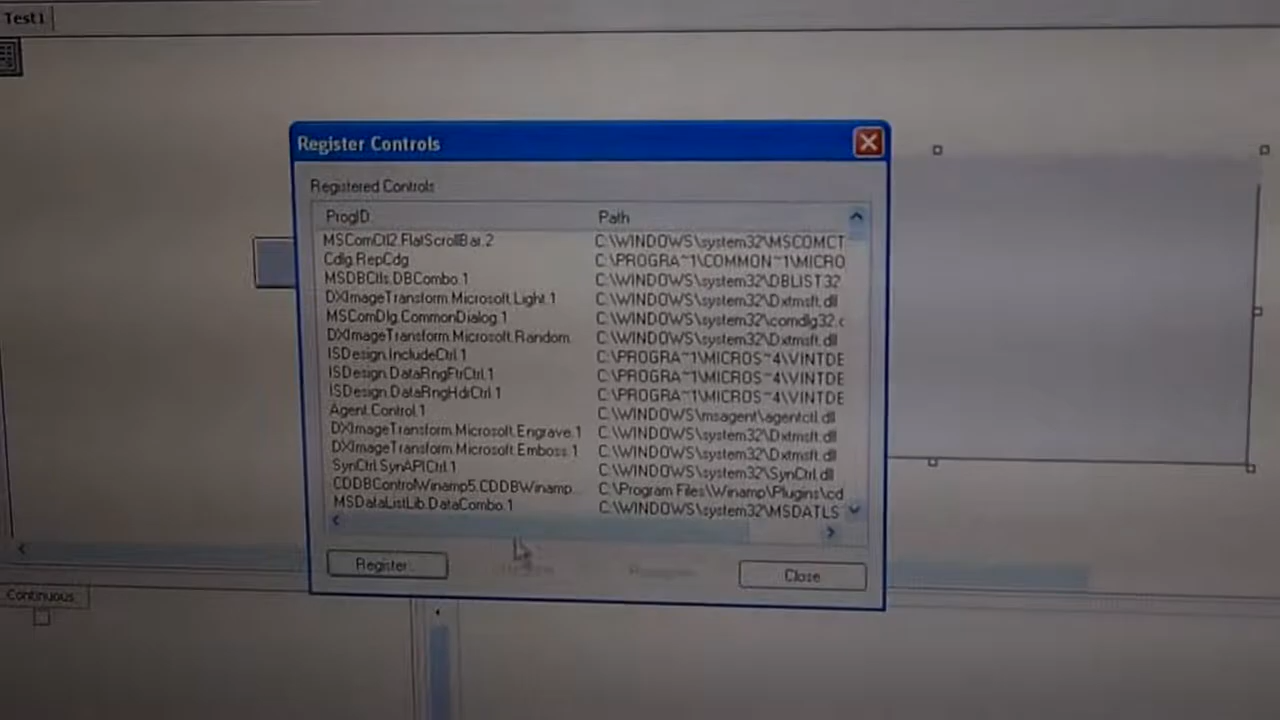 Test1
Register Controls
Registered Controls
ProgID Path
MSComCtl2.FlatScrollBar.2 C:\WINDOWS\system32\MSCOMCT
Cdlg.RepCdg C:\PROGRA~1\COMMON~1\MICRO
MSDBCtls.DBCombo.1 C:\WINDOWS\system32\DBLIST32
DXImageTransform.Microsoft.Light.1 C:\WINDOWS\system32\Dxtmsft.dll
MSComDlg.CommonDialog.1 C:\WINDOWS\system32\comdlg32.c
DXImageTransform.Microsoft.Random. C:\WINDOWS\system32\Dxtmsft.dll
ISDesign.IncludeCtrl.1 C:\PROGRA~1\MICROS~4\VINTDE
ISDesign.DataRngFtrCtrl.1 C:\PROGRA~1\MICROS~4\VINTDE
ISDesign.DataRngHdrCtrl.1 C:\PROGRA~1\MICROS~4\VINTDE
Agent.Control.1 C:\WINDOWS\msagent\agentctl.dll
DXImageTransform.Microsoft.Engrave.1 C:\WINDOWS\system32\Dxtmsft.dll
DXImageTransform.Microsoft.Emboss.1 C:\WINDOWS\system32\Dxtmsft.dll
SynCtrl.SynAPICtrl.1 C:\WINDOWS\system32\SynCtrl.dll
CDDBControlWinamp5.CDDBWinamp... C:\Program Files\Winamp\Plugins\cd
MSDataListLib.DataCombo.1 C:\WINDOWS\system32\MSDATLS
Register... Close
Continuous